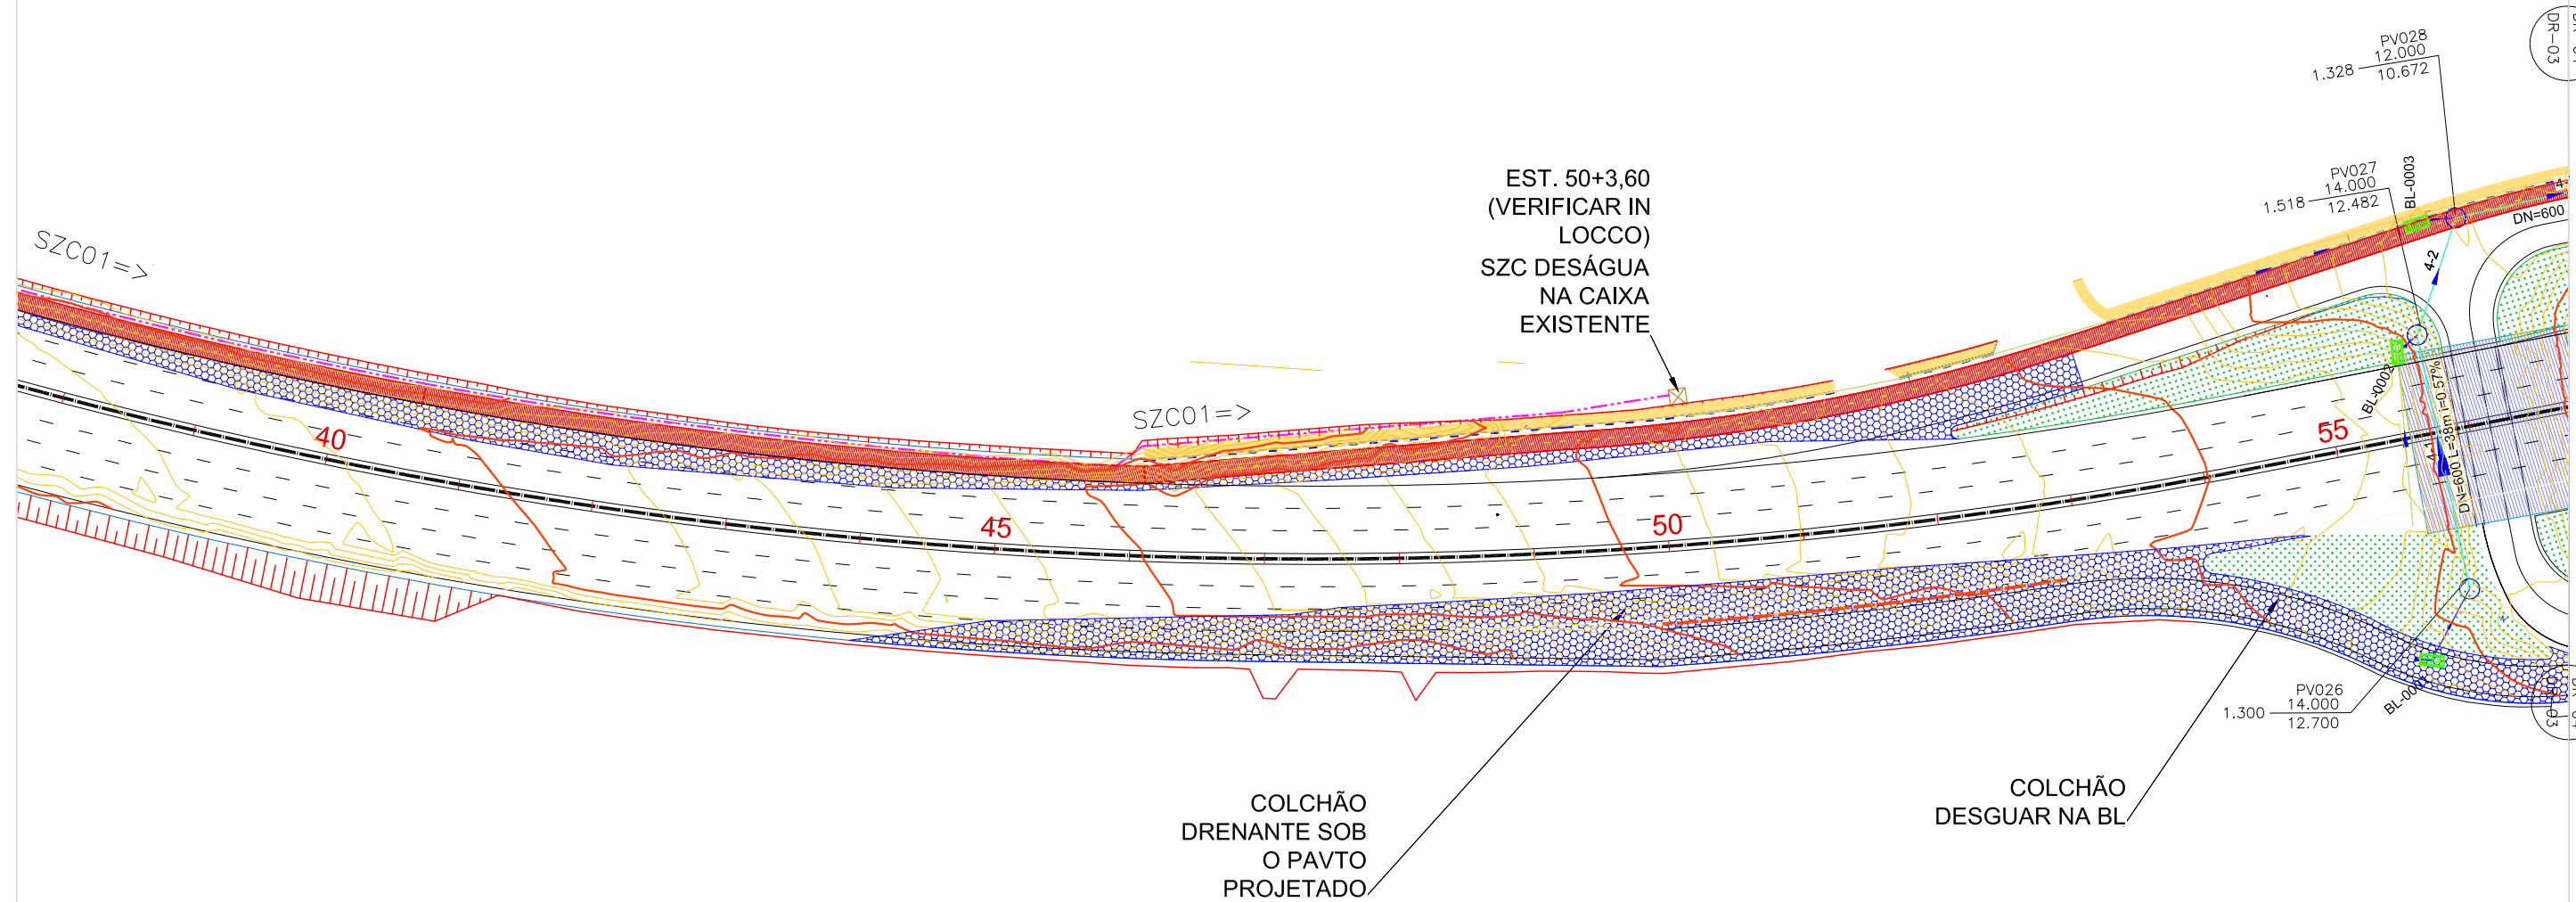 SZC01=>
40
45
SZC01=>
EST. 50+3,60
(VERIFICAR IN
LOCCO)
SZC DESÁGUA
NA CAIXA
EXISTENTE
50
55
PV028
12.000
1.328
10.672
PV027
14.000
1.518
12.482
BL-0003
4-2
DN=600
DR-03
BL-0002
4-1
DN=600 L=38m I=0.57%
PV026
14.000
1.300
12.700
COLCHÃO
DRENANTE SOB
O PAVTO
PROJETADO
COLCHÃO
DESGUAR NA BL